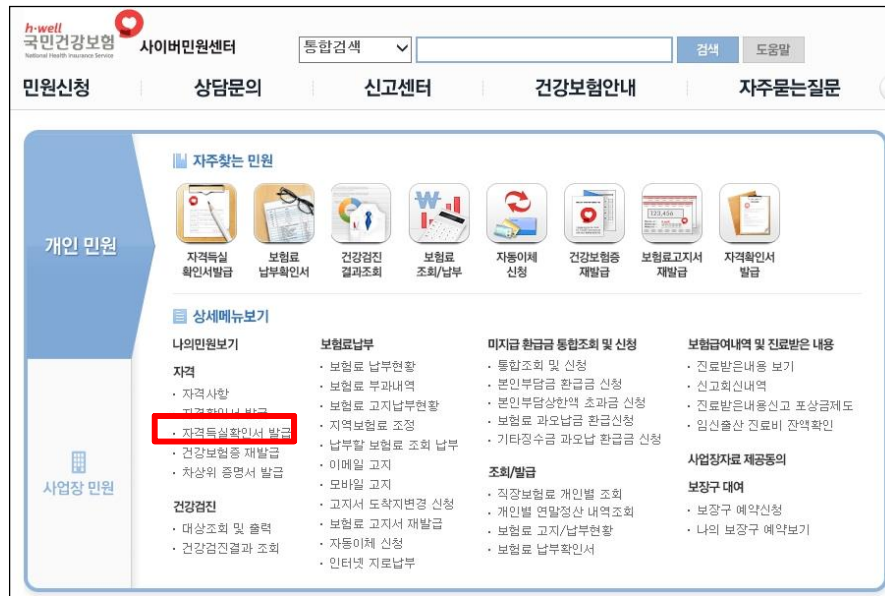 h·well
국민건강보험
National Health Insurance Service
사이버민원센터
통합검색
검색
도움말
민원신청
상담문의
신고센터
건강보험안내
자주묻는질문
개인 민원
사업장 민원
자주찾는 민원
자격득실
확인서발급
보험료
납부확인서
건강검진
결과조회
보험료
조회/납부
자동이체
신청
건강보험증
재발급
보험료고지서
재발급
자격확인서
발급
상세메뉴보기
나의민원보기
자격
· 자격사항
· 자격확인서 발급
· 자격득실확인서 발급
· 건강보험증 재발급
· 차상위 증명서 발급
건강검진
· 대상조회 및 출력
· 건강검진결과 조회
보험료납부
· 보험료 납부현황
· 보험료 부과내역
· 보험료 고지납부현황
· 지역보험료 조정
· 납부할 보험료 조회 납부
· 이메일 고지
· 모바일 고지
· 고지서 도착지변경 신청
· 보험료 고지서 재발급
· 자동이체 신청
· 인터넷 지로납부
미지급 환급금 통합조회 및 신청
· 통합조회 및 신청
· 본인부담금 환급금 신청
· 본인부담상한액 초과금 신청
· 보험료 과오납금 환급신청
· 기타징수금 과오납 환급금 신청
조회/발급
· 직장보험료 개인별 조회
· 개인별 연말정산 내역조회
· 보험료 고지/납부현황
· 보험료 납부확인서
보험급여내역 및 진료받은 내용
· 진료받은내용 보기
· 신고회신내역
· 진료받은내용신고 포상금제도
· 임신출산 진료비 잔액확인
사업장자료 제공동의
보장구 대여
· 보장구 예약신청
· 나의 보장구 예약보기